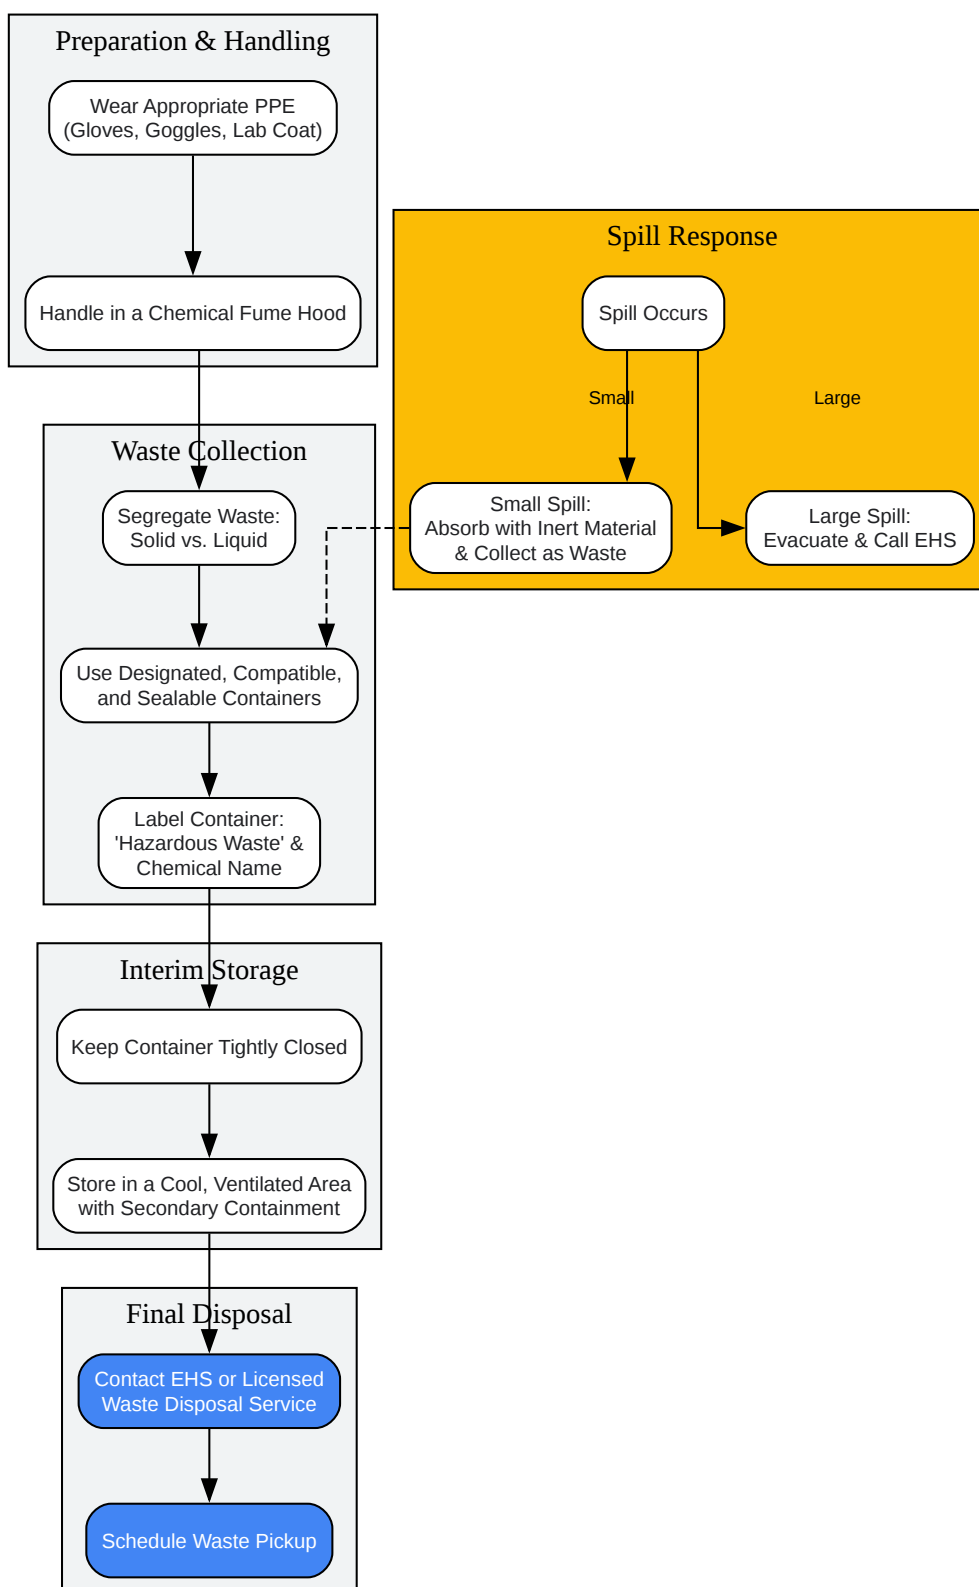 Preparation & Handling
Wear Appropriate PPE
(Gloves, Goggles, Lab Coat)
Handle in a Chemical Fume Hood
Spill Response
Spill Occurs
Small
Large
Small Spill:
Absorb with Inert Material
& Collect as Waste
Large Spill:
Evacuate & Call EHS
Waste Collection
Segregate Waste:
Solid vs. Liquid
Use Designated, Compatible,
and Sealable Containers
Label Container:
'Hazardous Waste' &
Chemical Name
Interim Storage
Keep Container Tightly Closed
Store in a Cool, Ventilated Area
with Secondary Containment
Final Disposal
Contact EHS or Licensed
Waste Disposal Service
Schedule Waste Pickup